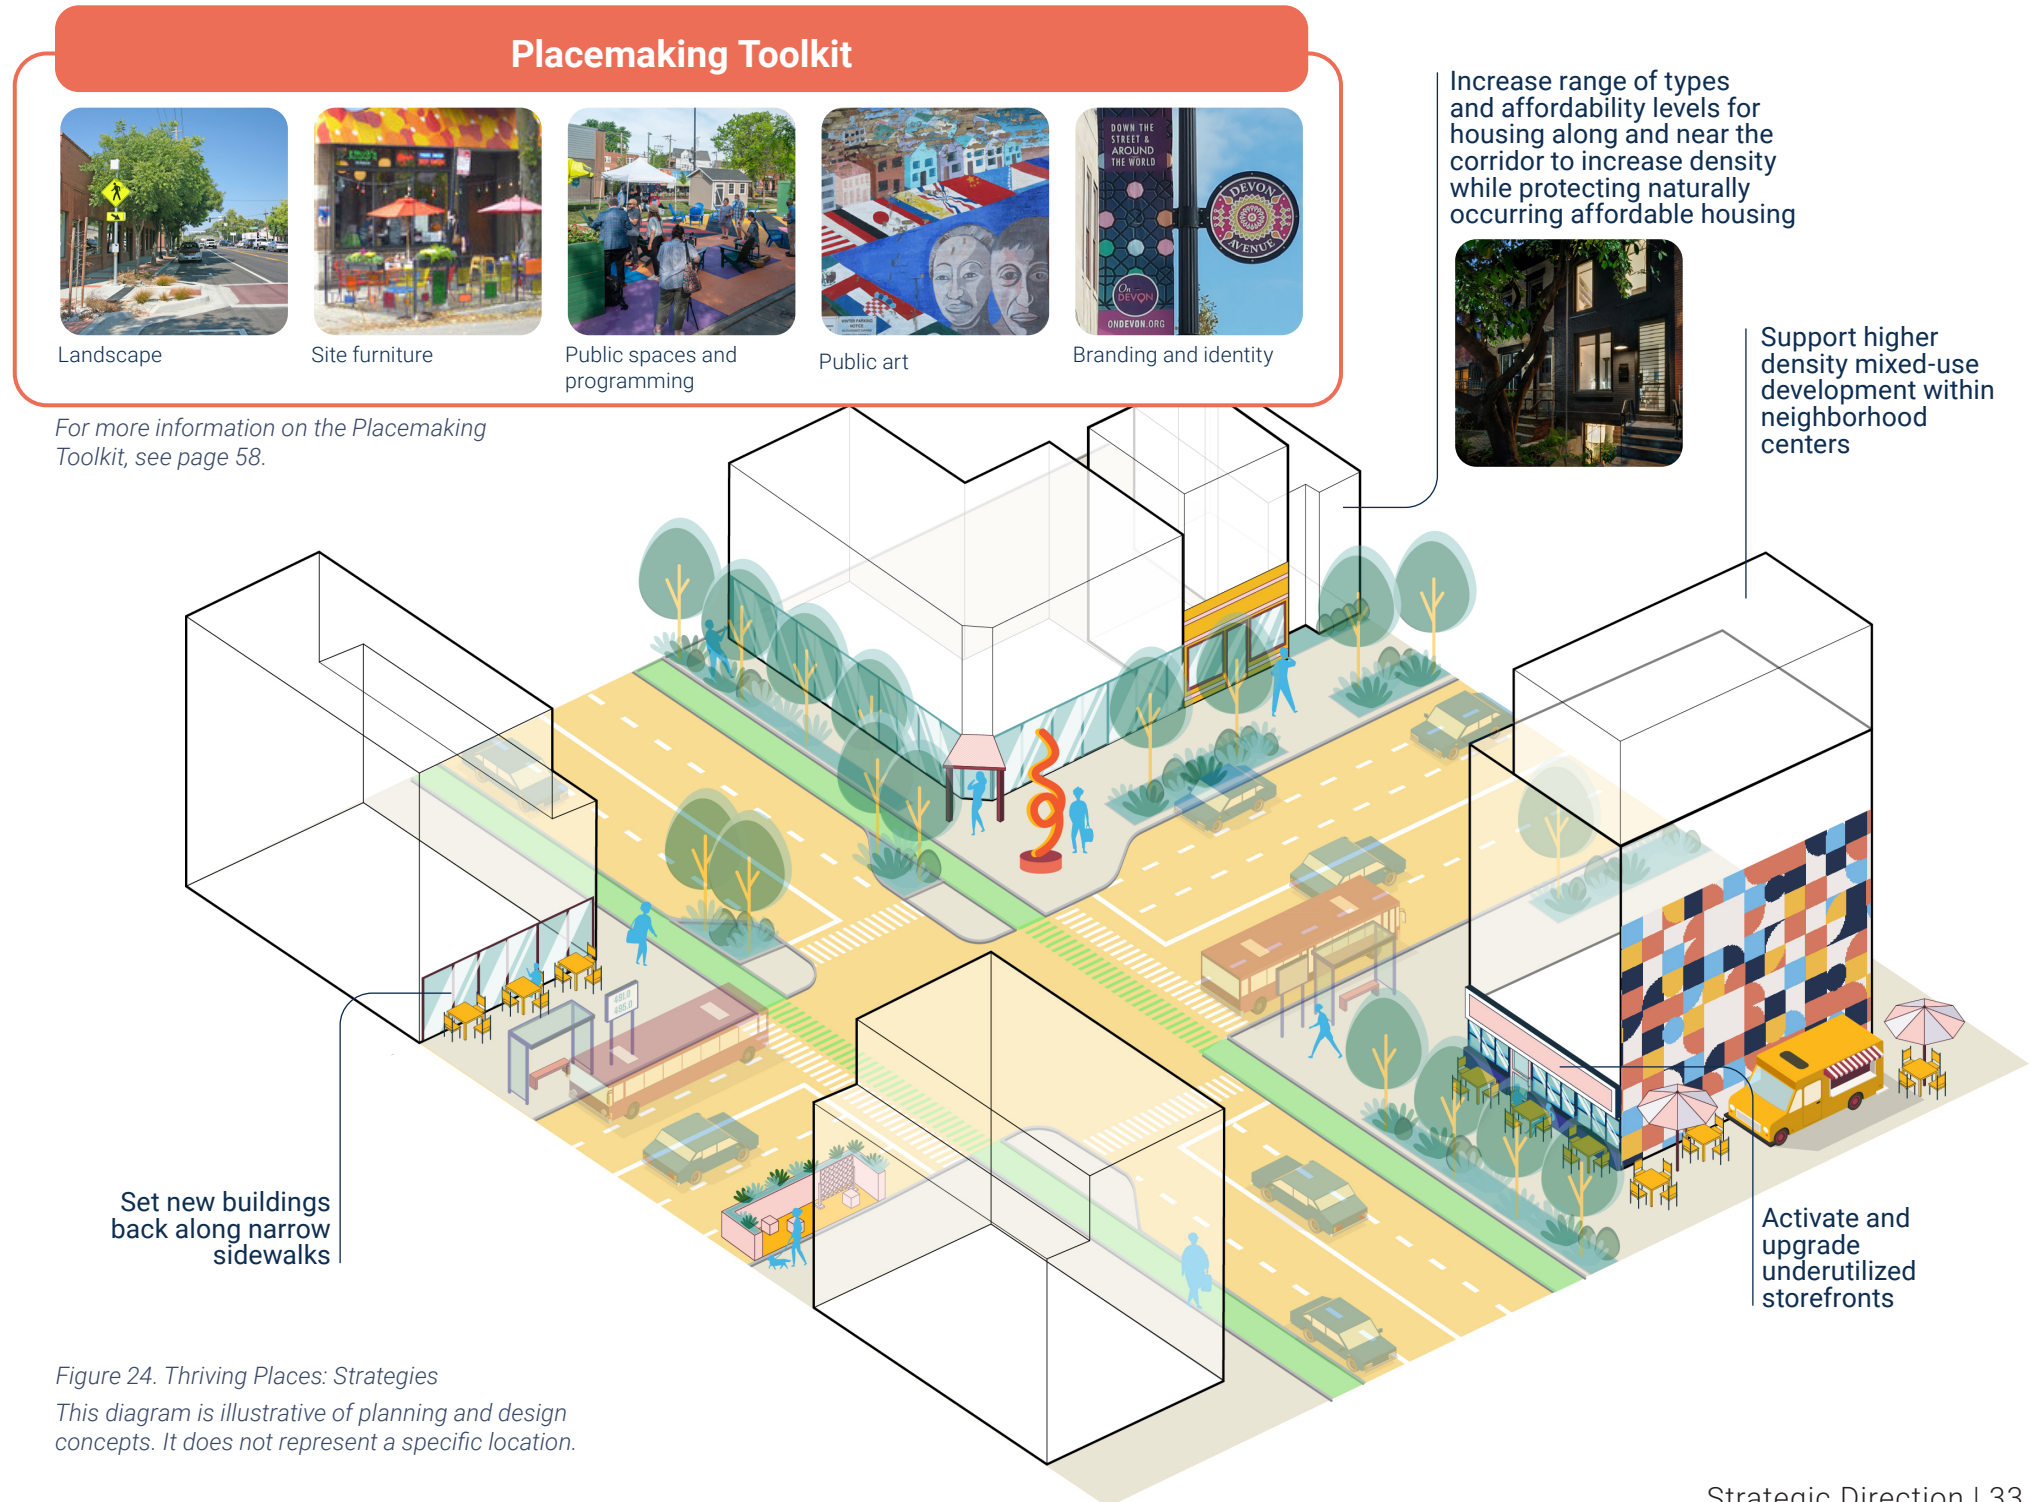 Placemaking Toolkit
DOWN THE
STREET &
AROUND
THE WORLD
On
DEVON
ONDEVON.ORG
DEVON
AVENUE
Landscape
Site furniture
Public spaces and
programming
Public art
Branding and identity
For more information on the Placemaking
Toolkit, see page 58.
Increase range of types
and affordability levels for
housing along and near the
corridor to increase density
while protecting naturally
occurring affordable housing
Support higher
density mixed-use
development within
neighborhood
centers
Set new buildings
back along narrow
sidewalks
Activate and
upgrade
underutilized
storefronts
Figure 24. Thriving Places: Strategies
This diagram is illustrative of planning and design
concepts. It does not represent a specific location.
Strategic Direction | 33